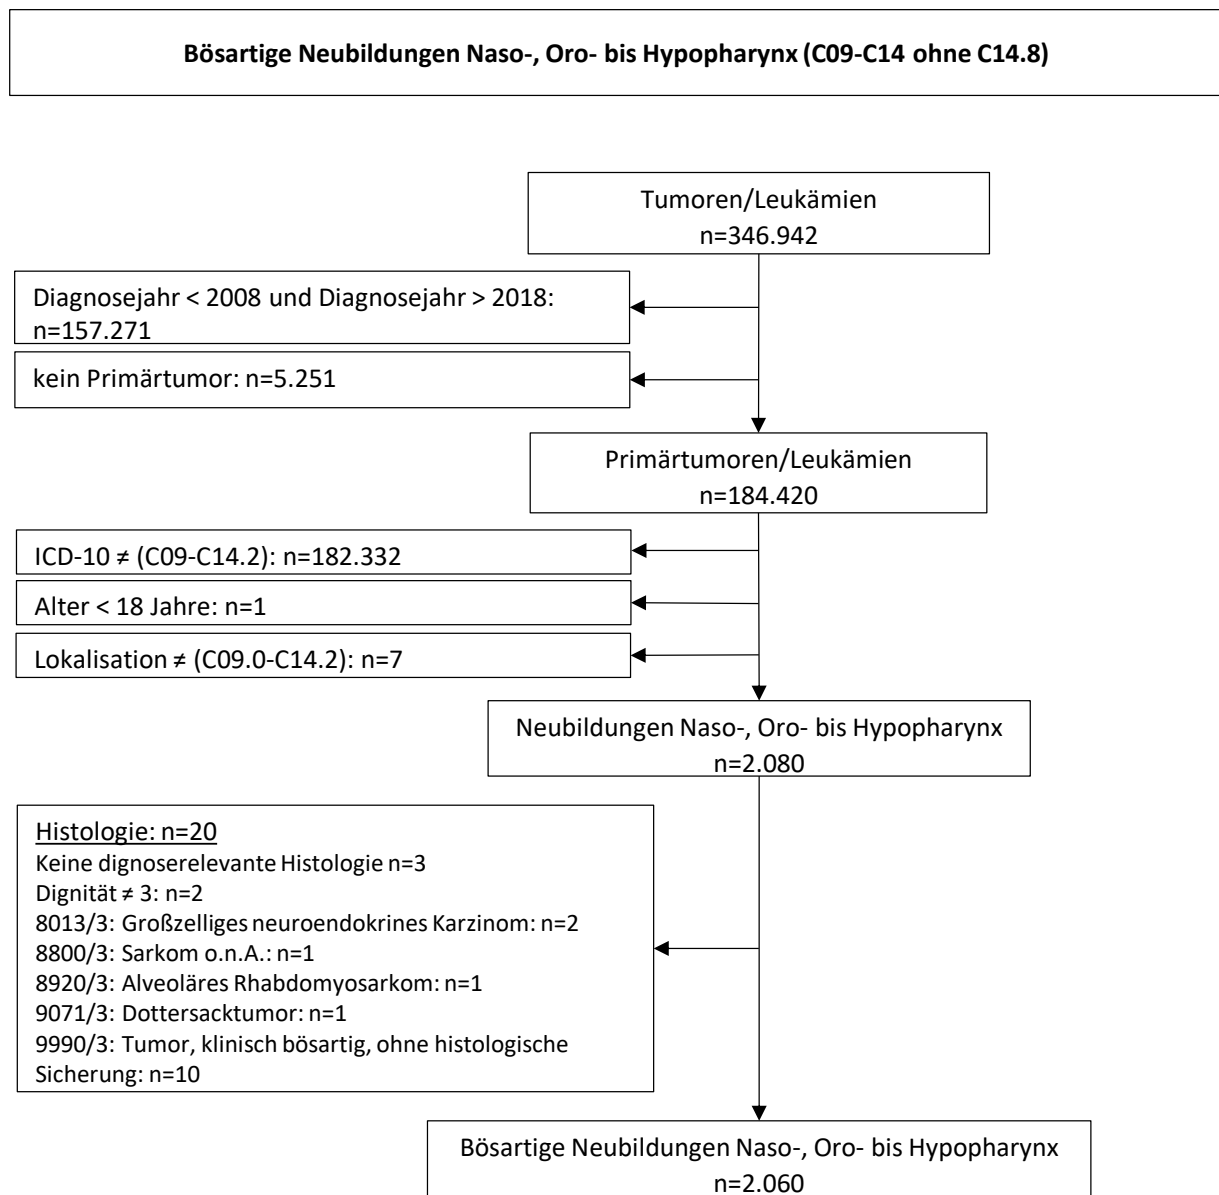 Bösartige Neubildungen Naso-, Oro- bis Hypopharynx (C09-C14 ohne C14.8)
Tumoren/Leukämien
n=346.942
Diagnosejahr < 2008 und Diagnosejahr > 2018:
n=157.271
kein Primärtumor: n=5.251
Primärtumoren/Leukämien
n=184.420
ICD-10 ≠ (C09-C14.2): n=182.332
Alter < 18 Jahre: n=1
Lokalisation ≠ (C09.0-C14.2): n=7
Neubildungen Naso-, Oro- bis Hypopharynx
n=2.080
Histologie: n=20
Keine dignoserelevante Histologie n=3
Dignität ≠ 3: n=2
8013/3: Großzelliges neuroendokrines Karzinom: n=2
8800/3: Sarkom o.n.A.: n=1
8920/3: Alveoläres Rhabdomyosarkom: n=1
9071/3: Dottersacktumor: n=1
9990/3: Tumor, klinisch bösartig, ohne histologische
Sicherung: n=10
Bösartige Neubildungen Naso-, Oro- bis Hypopharynx
n=2.060